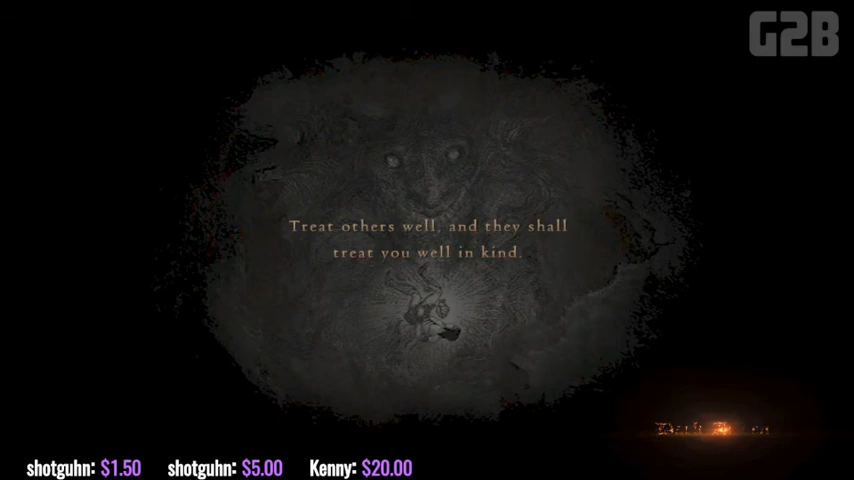 G2B
Treat others well, and they shall
treat you well in kind.
shotguhn: $1.50 shotguhn: $5.00 Kenny: $20.00